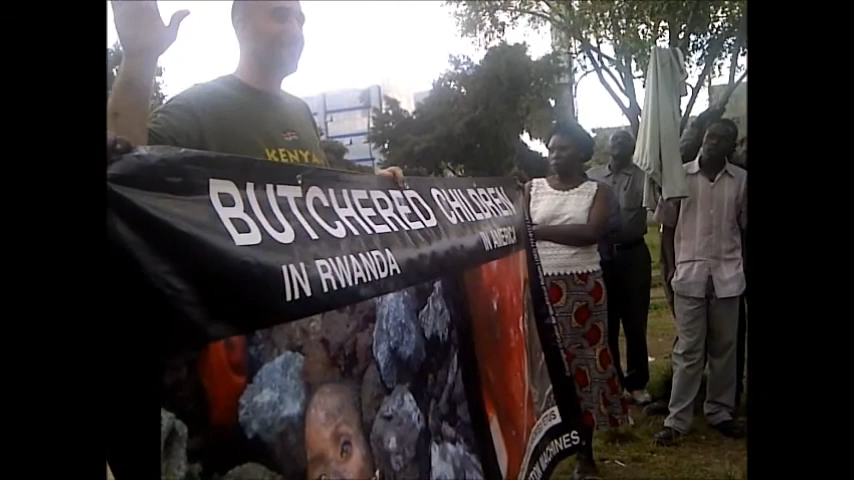 KENYA
BUTCHERED CHILDREN
IN RWANDA
IN AMERICA
MACHINES.